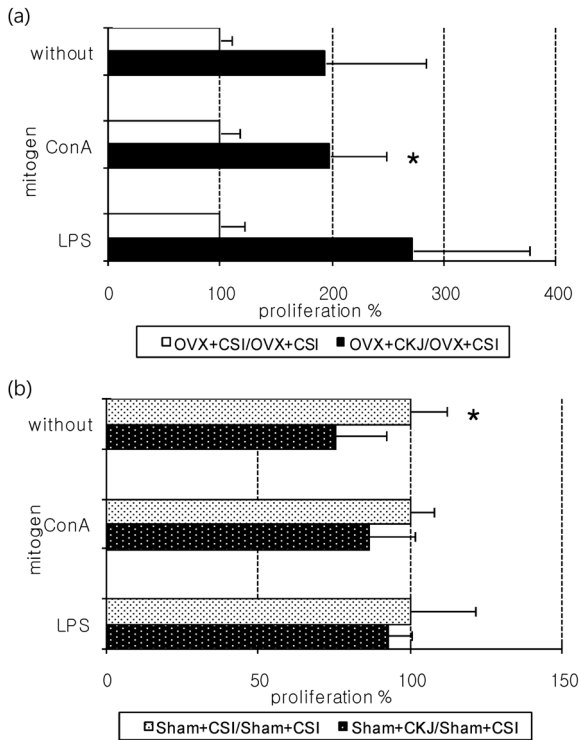 (a)
without
ConA
*
mitogen
LPS
0 100 200 300 400
proliferation %
OVX+CSI/OVX+CSI OVX+CKJ/OVX+CSI
(b)
without
*
ConA
mitogen
LPS
0 50 100 150
proliferation %
Sham+CSI/Sham+CSI Sham+CKJ/Sham+CSI